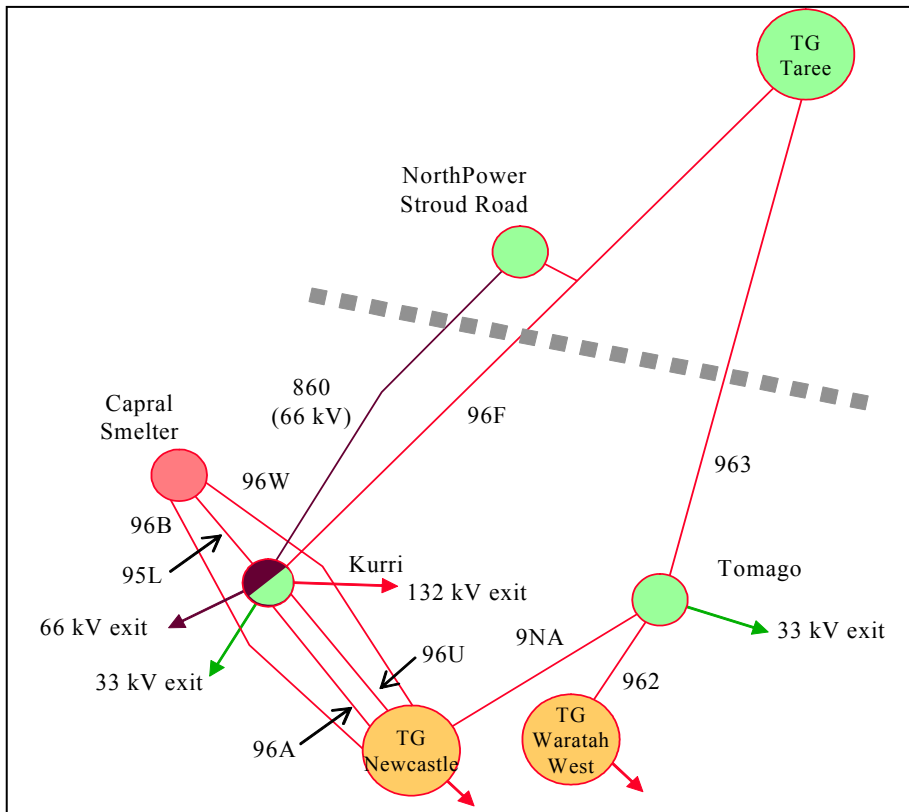 TG
Taree
NorthPower
Stroud Road
860
(66 kV)
96F
Capral
Smelter
963
96W
96B
95L
Kurri
Tomago
132 kV exit
66 kV exit
33 kV exit
9NA
33 kV exit
96U
962
96A
TG
Newcastle
TG
Waratah
West